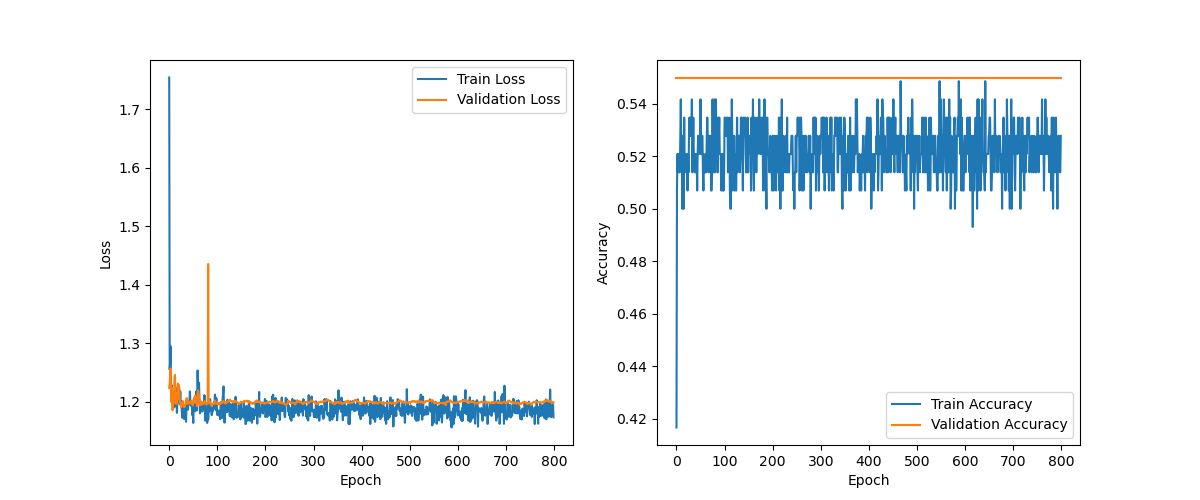 Train Loss
Validation Loss
1.7
1.6
1.5
1.4
1.3
1.2
Loss
0 100 200 300 400 500 600 700 800
Epoch
0.54
0.52
0.50
0.48
0.46
0.44
0.42
Accuracy
Train Accuracy
Validation Accuracy
0 100 200 300 400 500 600 700 800
Epoch